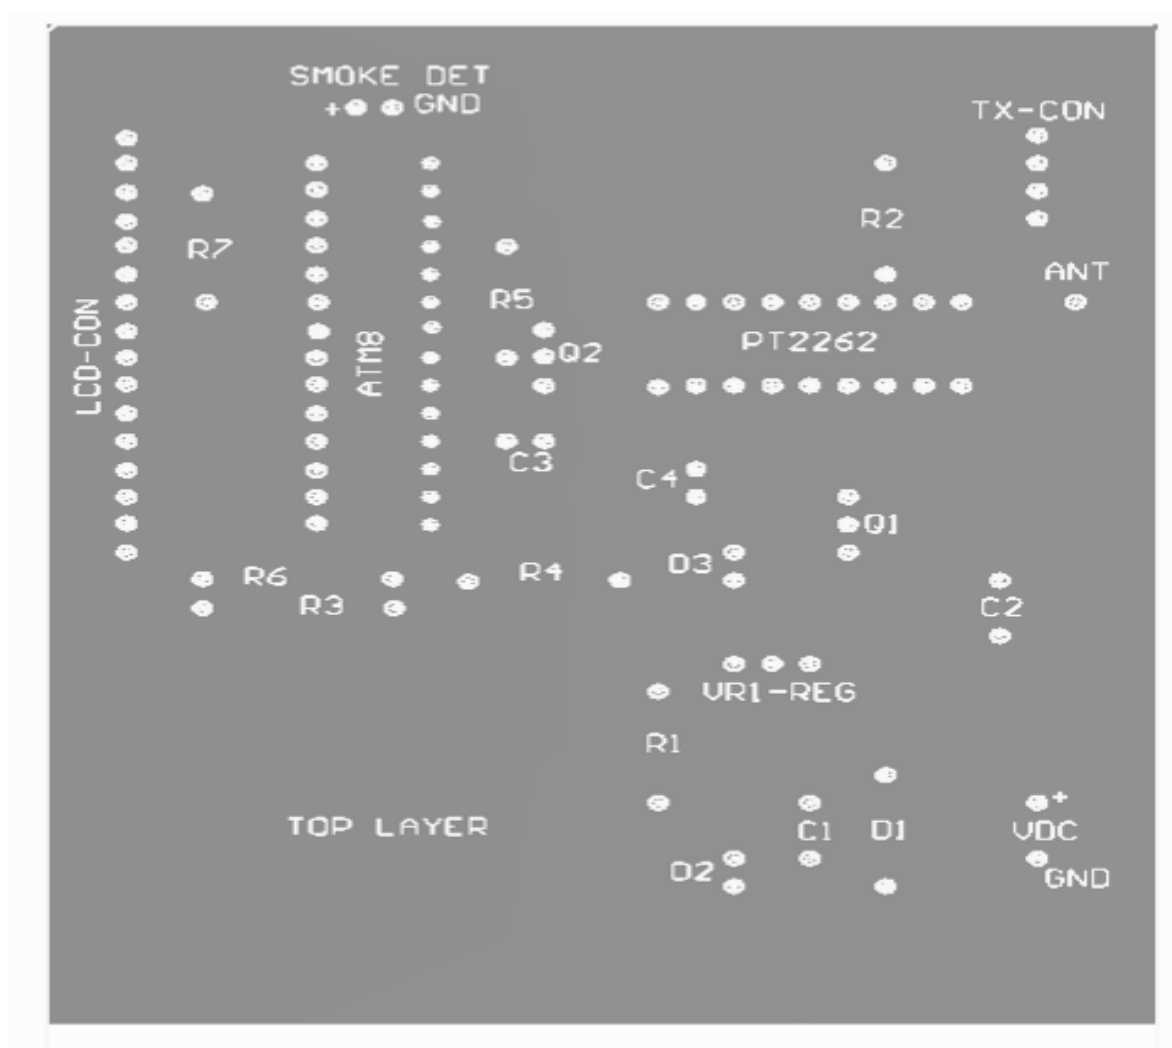 SMOKE DET
+ GND
TX-CON
R2
R7
ANT
R5
LCD-CON
ATM8
PT2262
Q2
C3
C4
Q1
D3
R6
R4
R3
C2
VR1-REG
R1
+
TOP LAYER
C1
D1
VDC
D2
GND